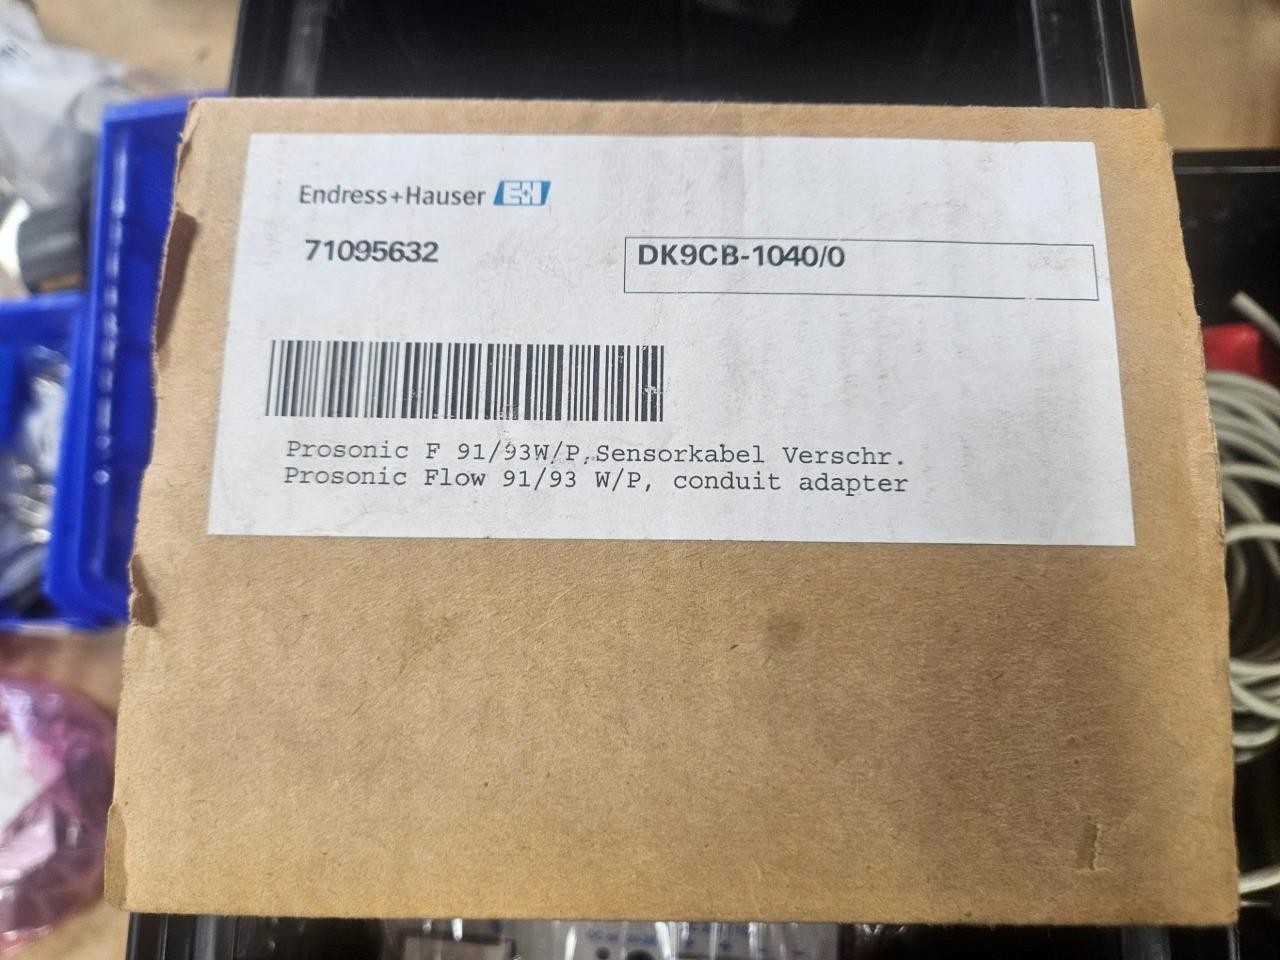 Endress+Hauser E+H
71095632
DK9CB-1040/0
Prosonic F 91/93W/P,Sensorkabel Verschr.
Prosonic Flow 91/93 W/P, conduit adapter